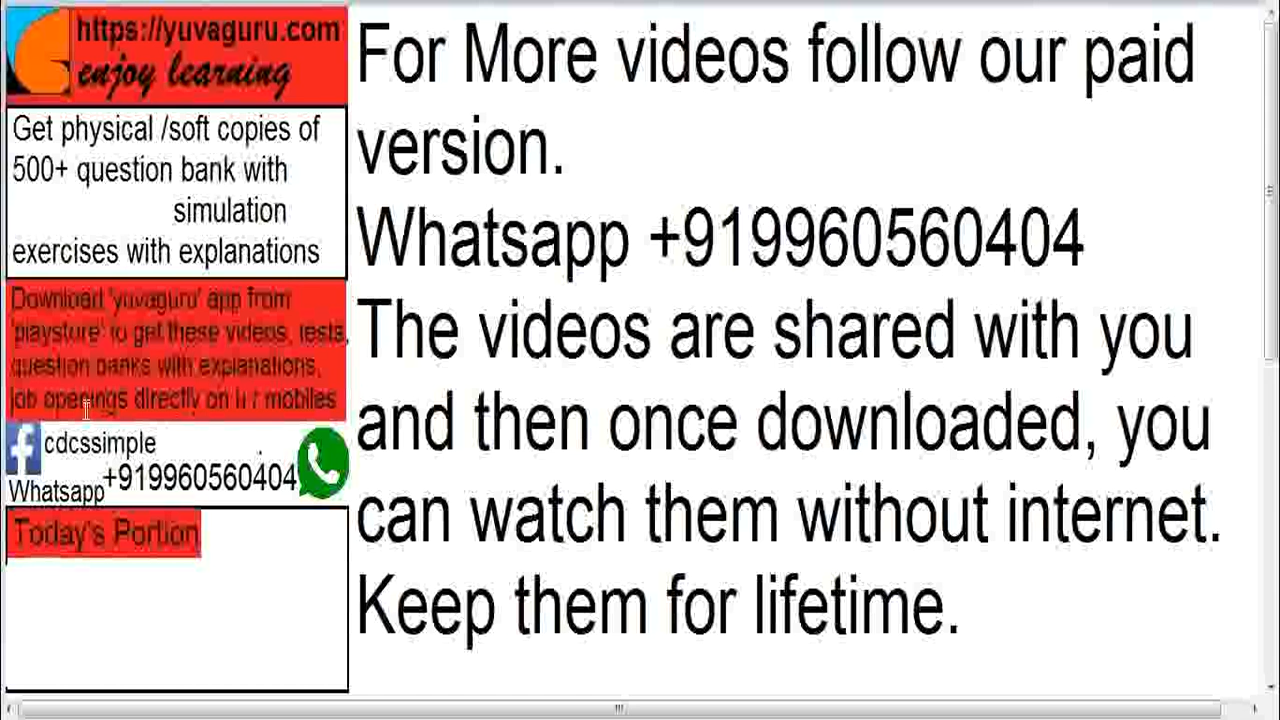 https://yuvaguru.com
enjoy learning
Get physical /soft copies of
500+ question bank with
simulation
exercises with explanations
Download 'yuvaguru' app from
'playstore' to get these videos, tests,
question banks with explanations,
job openings directly on u r mobiles
cdcssimple
Whatsapp +919960560404
Today's Portion
For More videos follow our paid
version.
Whatsapp +919960560404
The videos are shared with you
and then once downloaded, you
can watch them without internet.
Keep them for lifetime.